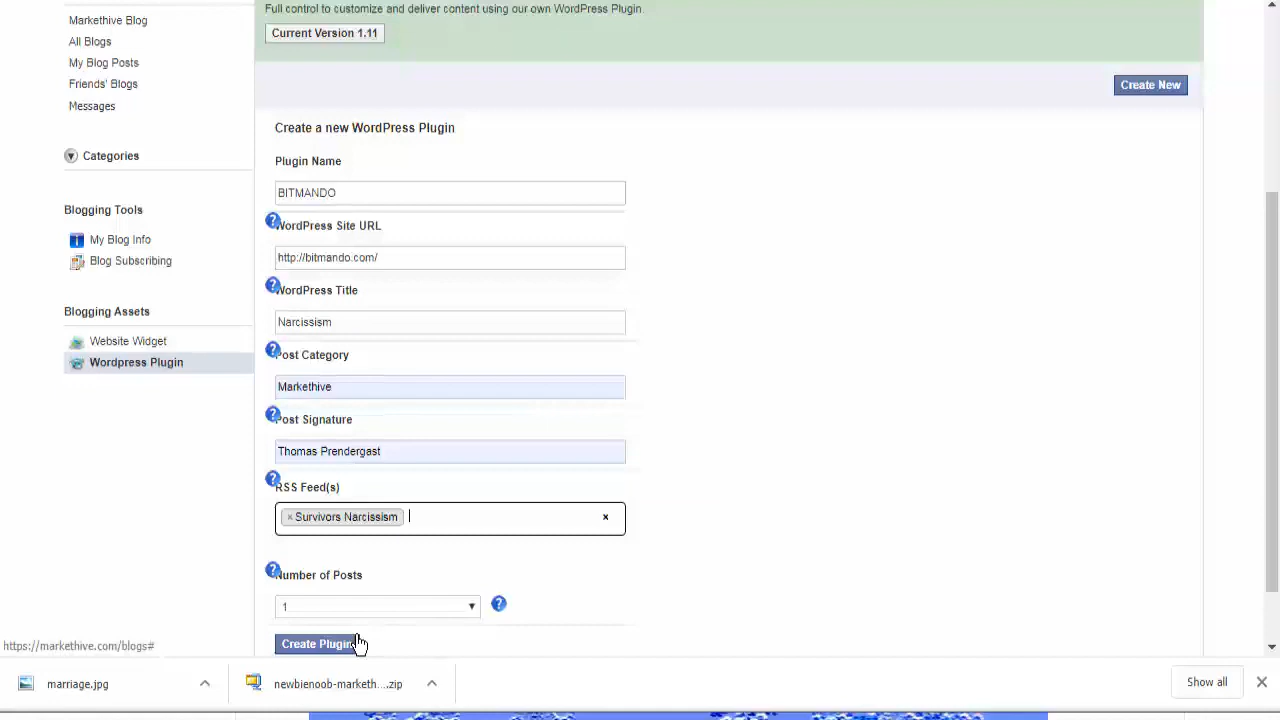 Full control to customize and deliver content using our own WordPress Plugin
Current Version 1.11
Markethive Blog
All Blogs
My Blog Posts
Friends' Blogs
Messages
Categories
Blogging Tools
My Blog Info
Blog Subscribing
Blogging Assets
Website Widget
Wordpress Plugin
Create New
Create a new WordPress Plugin
Plugin Name
BITMANDO
WordPress Site URL
http://bitmando.com/
WordPress Title
Narcissism
Post Category
Markethive
Post Signature
Thomas Prendergast
RSS Feed(s)
× Survivors Narcissism ×
Number of Posts
1
Create Plugin
https://markethive.com/blogs#
marriage.jpg
newbienoob-marketh....zip
Show all